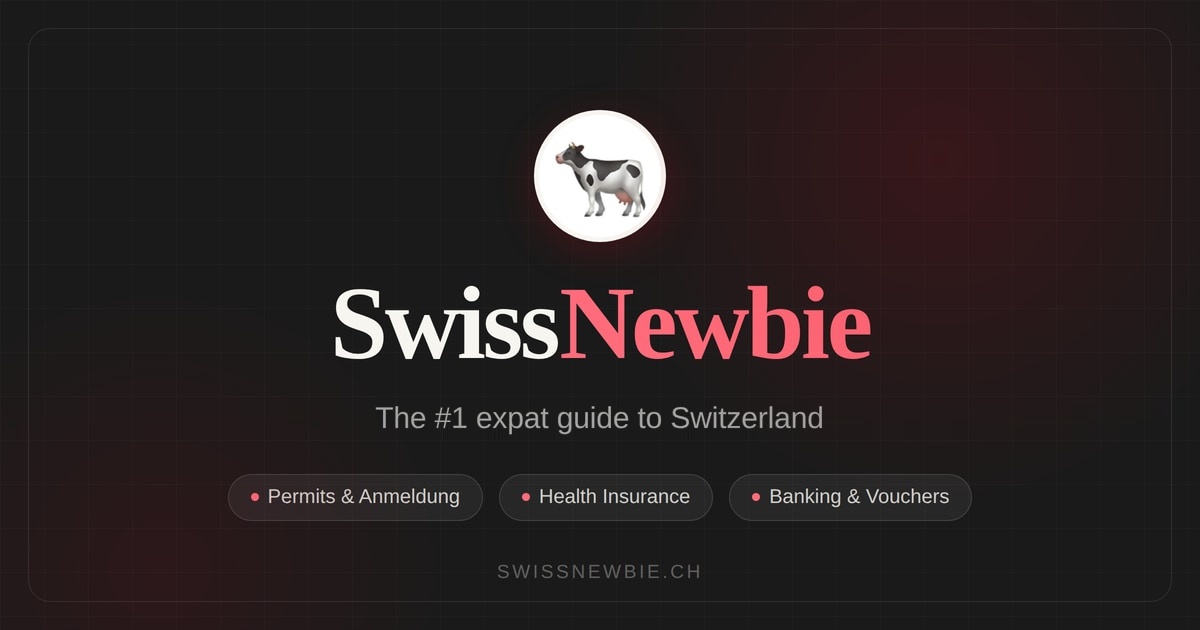 SwissNewbie
The #1 expat guide to Switzerland
Permits & Anmeldung
Health Insurance
Banking & Vouchers
SWISSNEWBIE.CH